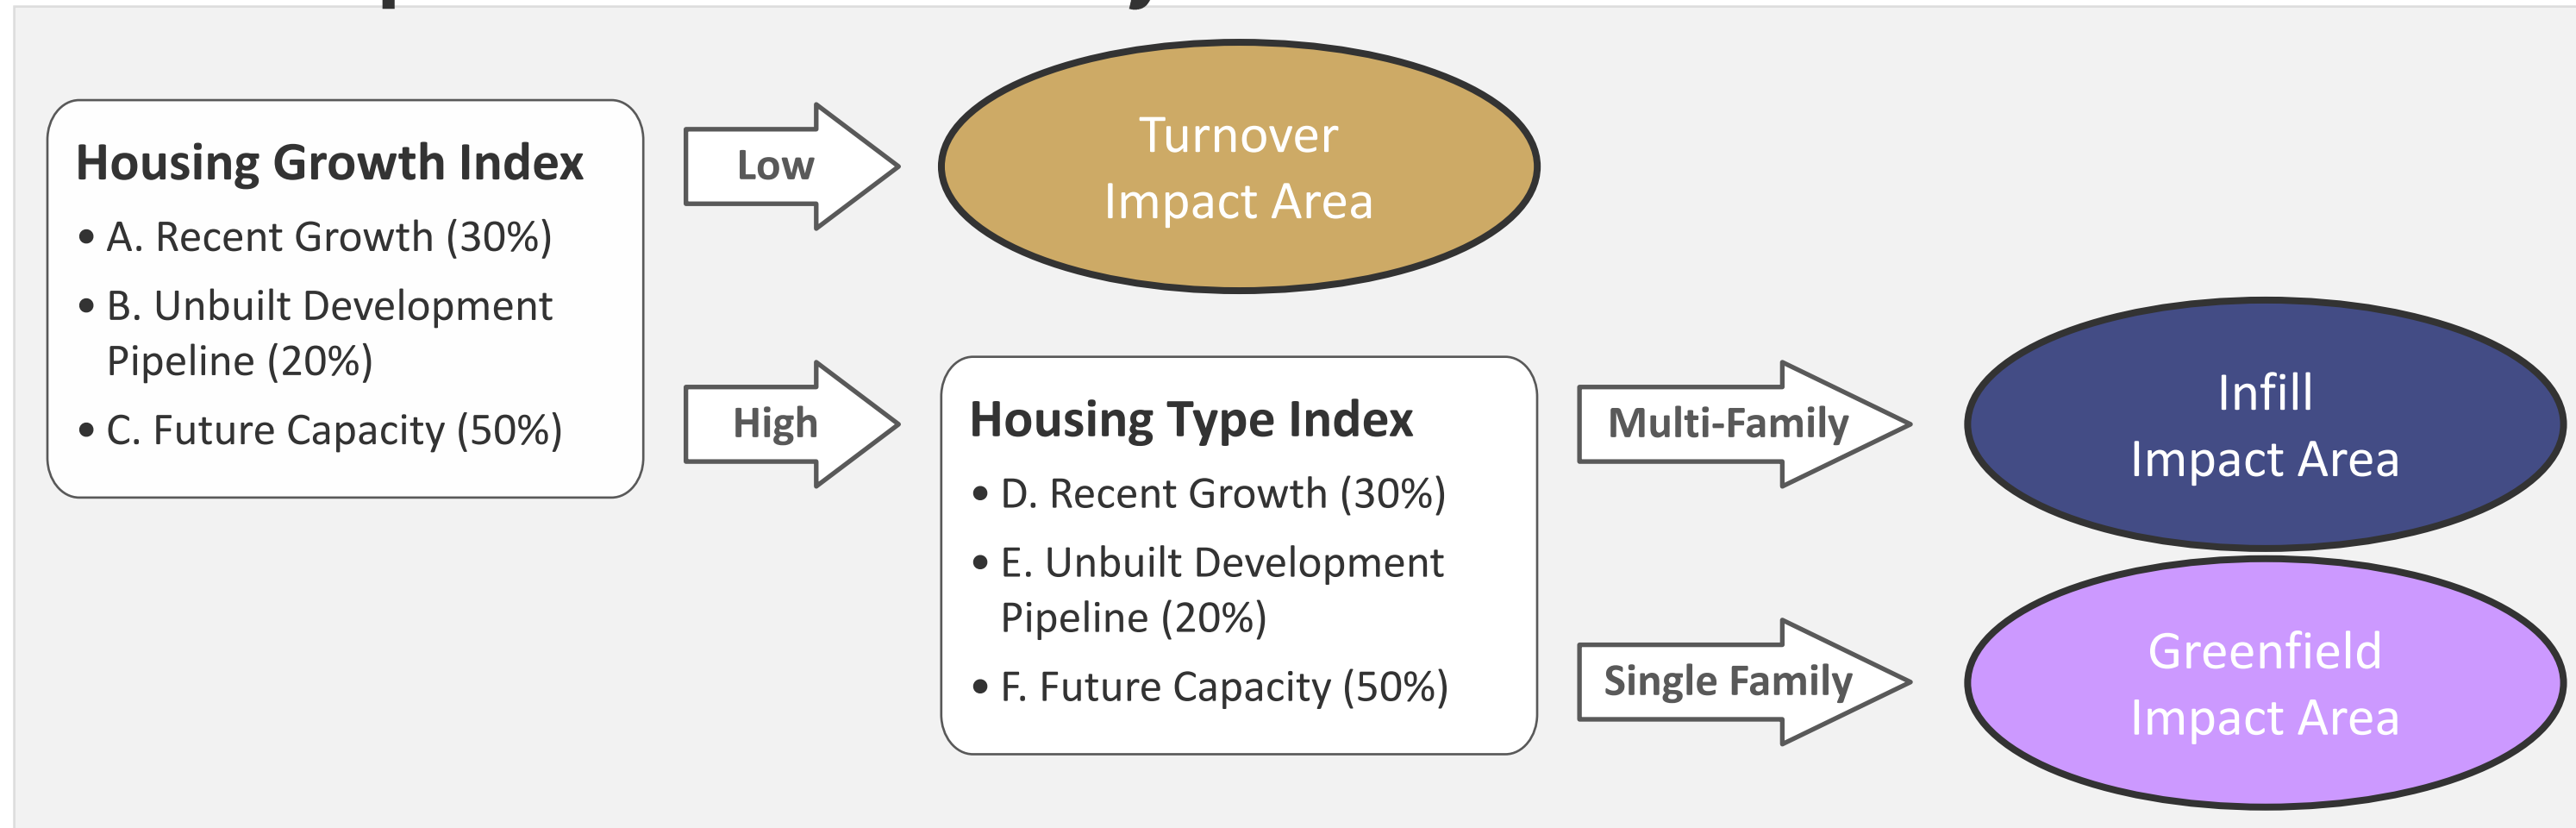 Housing Growth Index
• A. Recent Growth (30%)
• B. Unbuilt Development
Pipeline (20%)
• C. Future Capacity (50%)
Low
Turnover
Impact Area
High
Housing Type Index
• D. Recent Growth (30%)
• E. Unbuilt Development
Pipeline (20%)
• F. Future Capacity (50%)
Multi-Family
Infill
Impact Area
Single Family
Greenfield
Impact Area